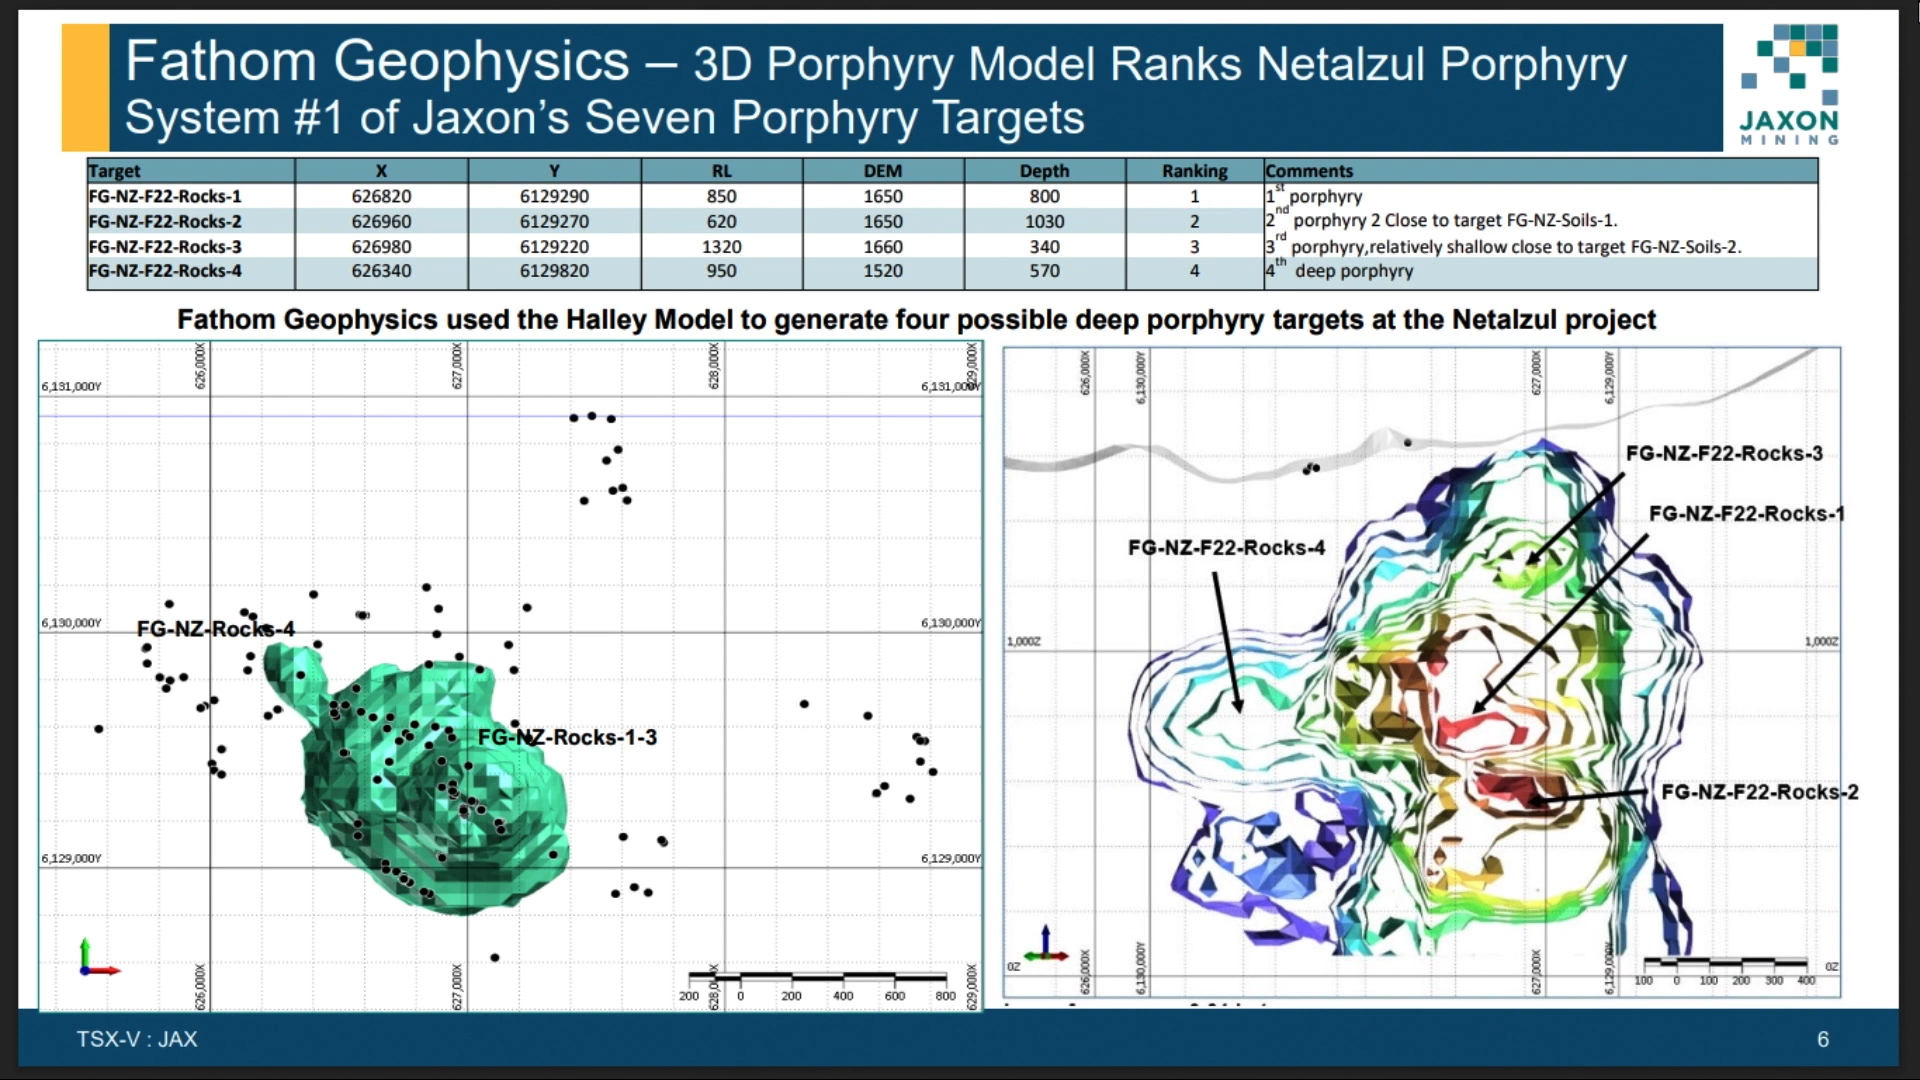 Fathom Geophysics – 3D Porphyry Model Ranks Netalzul Porphyry
System #1 of Jaxon's Seven Porphyry Targets
JAXON
MINING
Target X Y RL DEM Depth Ranking Comments
FG-NZ-F22-Rocks-1 626820 6129290 850 1650 800 1 1st porphyry
FG-NZ-F22-Rocks-2 626960 6129270 620 1650 1030 2 2nd porphyry 2 Close to target FG-NZ-Soils-1.
FG-NZ-F22-Rocks-3 626980 6129220 1320 1660 340 3 3rd porphyry,relatively shallow close to target FG-NZ-Soils-2.
FG-NZ-F22-Rocks-4 626340 6129820 950 1520 570 4 4th deep porphyry
Fathom Geophysics used the Halley Model to generate four possible deep porphyry targets at the Netalzul project
626,000X 627,000X 628,000X 629,000X
6,131,000Y 6,131,000Y
6,130,000Y 6,130,000Y
FG-NZ-Rocks-4
FG-NZ-Rocks-1-3
6,129,000Y 6,129,000Y
626,000X 627,000X 628,000X 629,000X
200 0 200 400 600 800
626,000X 6,130,000Y 627,000X 6,129,000Y
FG-NZ-F22-Rocks-3
FG-NZ-F22-Rocks-1
FG-NZ-F22-Rocks-4
1,000Z 1,000Z
FG-NZ-F22-Rocks-2
0Z 0Z
626,000X 6,130,000Y 627,000X 6,129,000Y
100 0 100 200 300 400
TSX-V : JAX
6